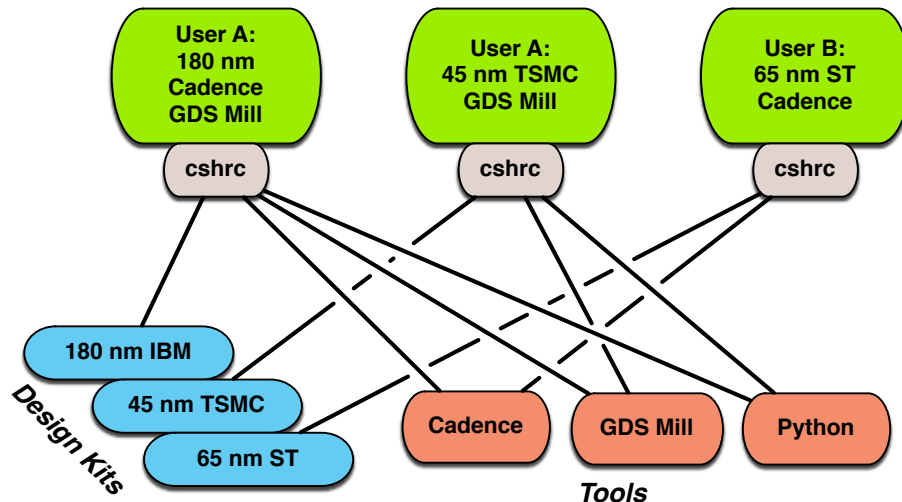 User A:
180 nm
Cadence
GDS Mill
User A:
45 nm TSMC
GDS Mill
User B:
65 nm ST
Cadence
cshrc
cshrc
cshrc
180 nm IBM
45 nm TSMC
65 nm ST
Design Kits
Cadence
GDS Mill
Python
Tools